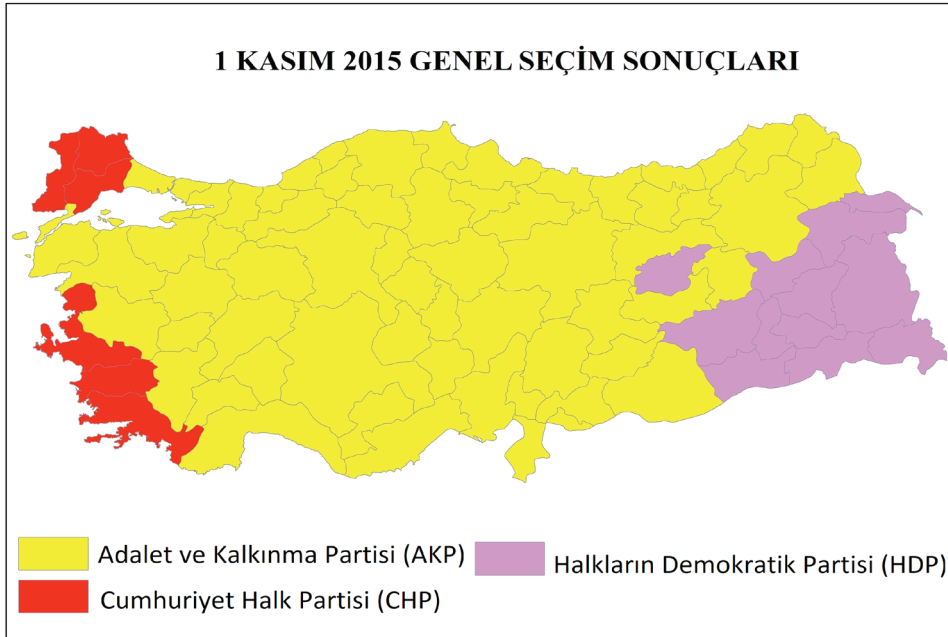 1 KASIM 2015 GENEL SEÇİM SONUÇLARI
Adalet ve Kalkınma Partisi (AKP)
Halkların Demokratik Partisi (HDP)
Cumhuriyet Halk Partisi (CHP)